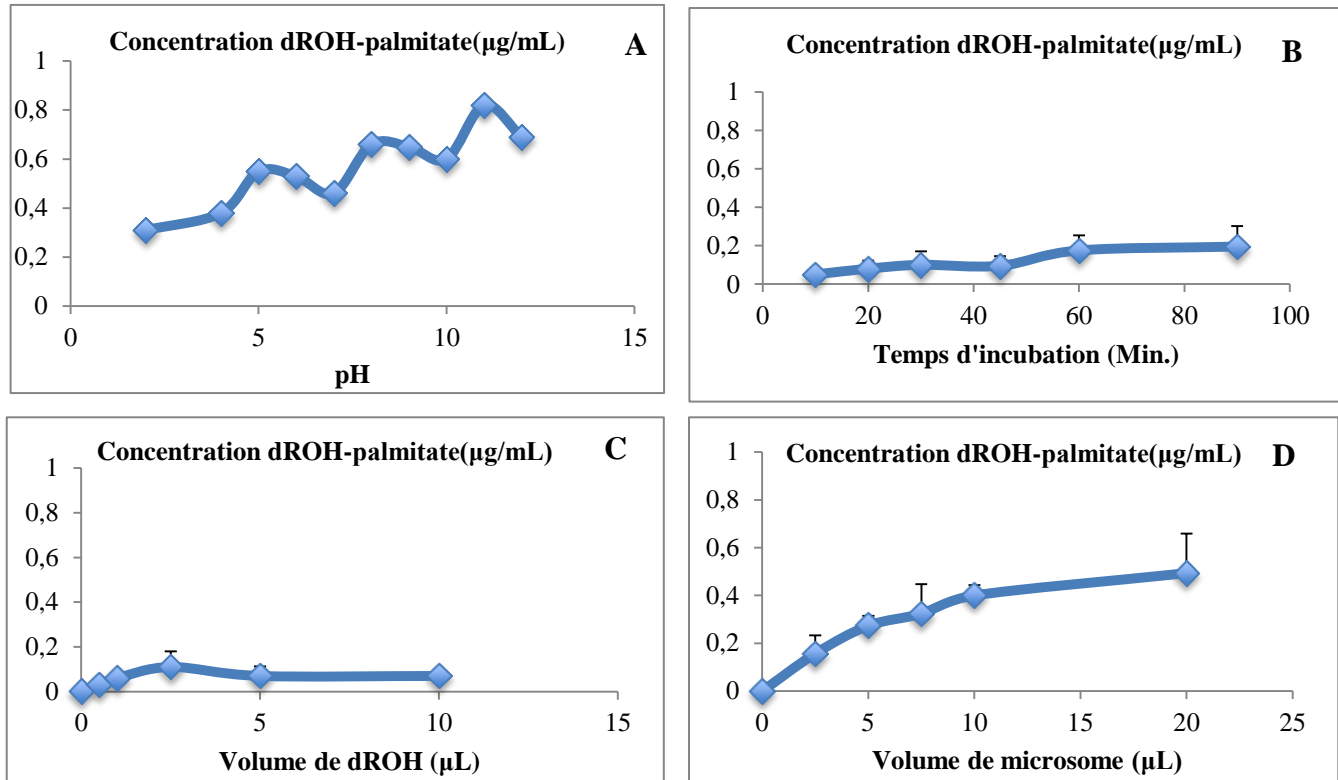 Concentration dROH-palmitate(µg/mL) A
1
0,8
0,6
0,4
0,2
0
0 5 10 15
pH
Concentration dROH-palmitate(µg/mL) B
1
0,8
0,6
0,4
0,2
0
0 20 40 60 80 100
Temps d'incubation (Min.)
Concentration dROH-palmitate(µg/mL) C
1
0,8
0,6
0,4
0,2
0
0 5 10 15
Volume de dROH (µL)
Concentration dROH-palmitate(µg/mL) D
1
0,8
0,6
0,4
0,2
0
0 5 10 15 20 25
Volume de microsome (µL)